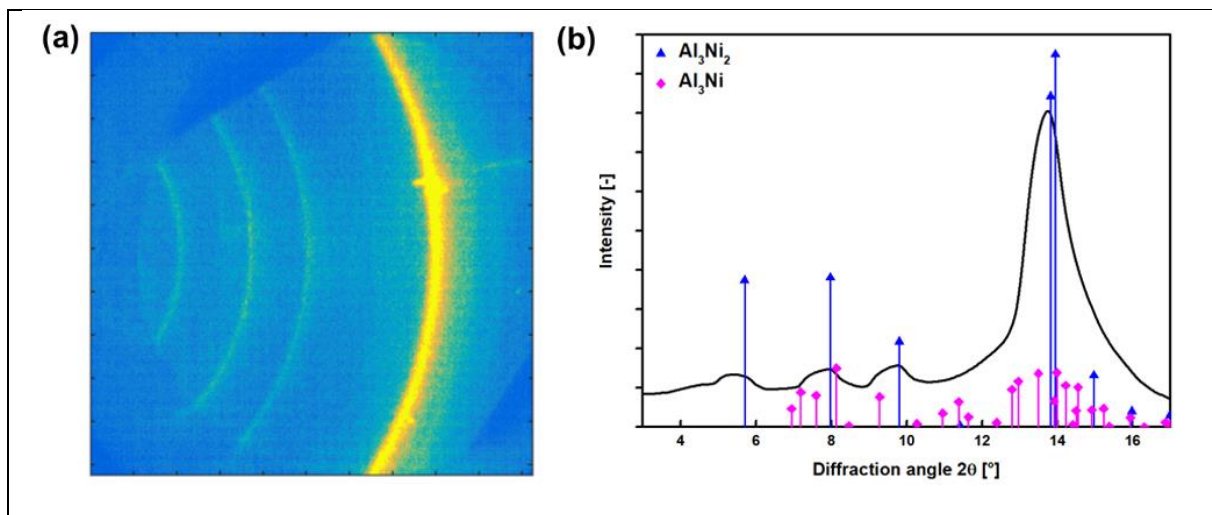 (a)
(b)
Al₃Ni₂
Al₃Ni
Intensity [-]
4 6 8 10 12 14 16
Diffraction angle 2θ [°]